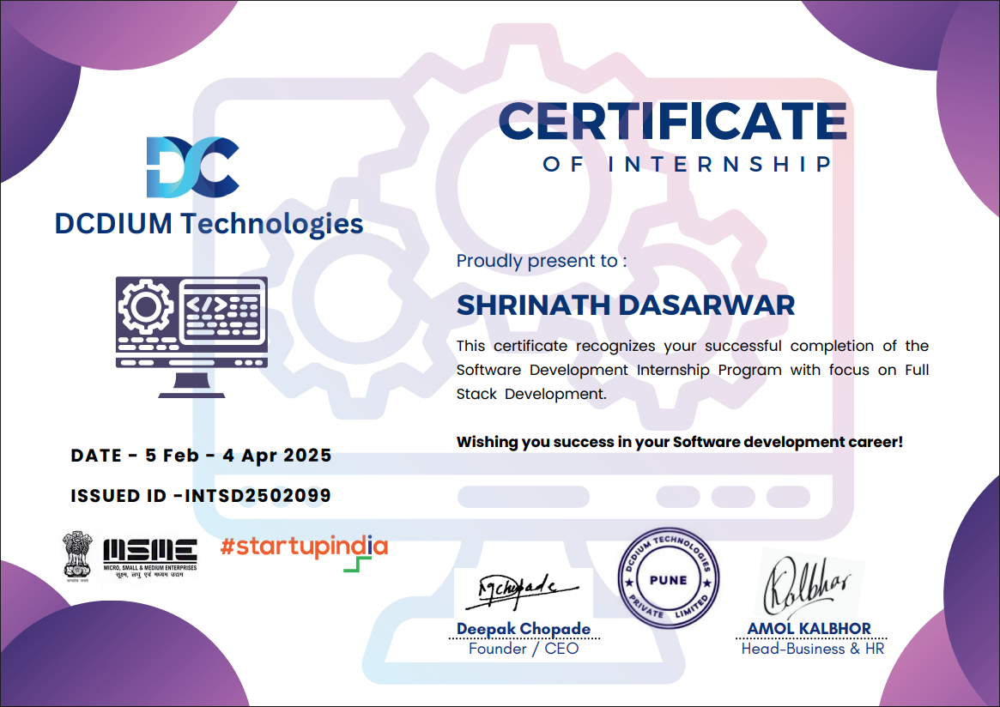 CERTIFICATE
OF INTERNSHIP
DC
DCDIUM Technologies
Proudly present to :
SHRINATH DASARWAR
This certificate recognizes your successful completion of the
Software Development Internship Program with focus on Full
Stack Development.
Wishing you success in your Software development career!
</>
DATE - 5 Feb - 4 Apr 2025
ISSUED ID -INTSD2502099
सत्यमेव जयते
MSME
MICRO, SMALL & MEDIUM ENTERPRISES
सूक्ष्म, लघु एवं मध्यम उद्यम
#startupindia
DCDIUM TECHNOLOGIES
PUNE
PRIVATE LIMITED
Kalbhar
Deepak Chopade
Founder / CEO
AMOL KALBHOR
Head-Business & HR